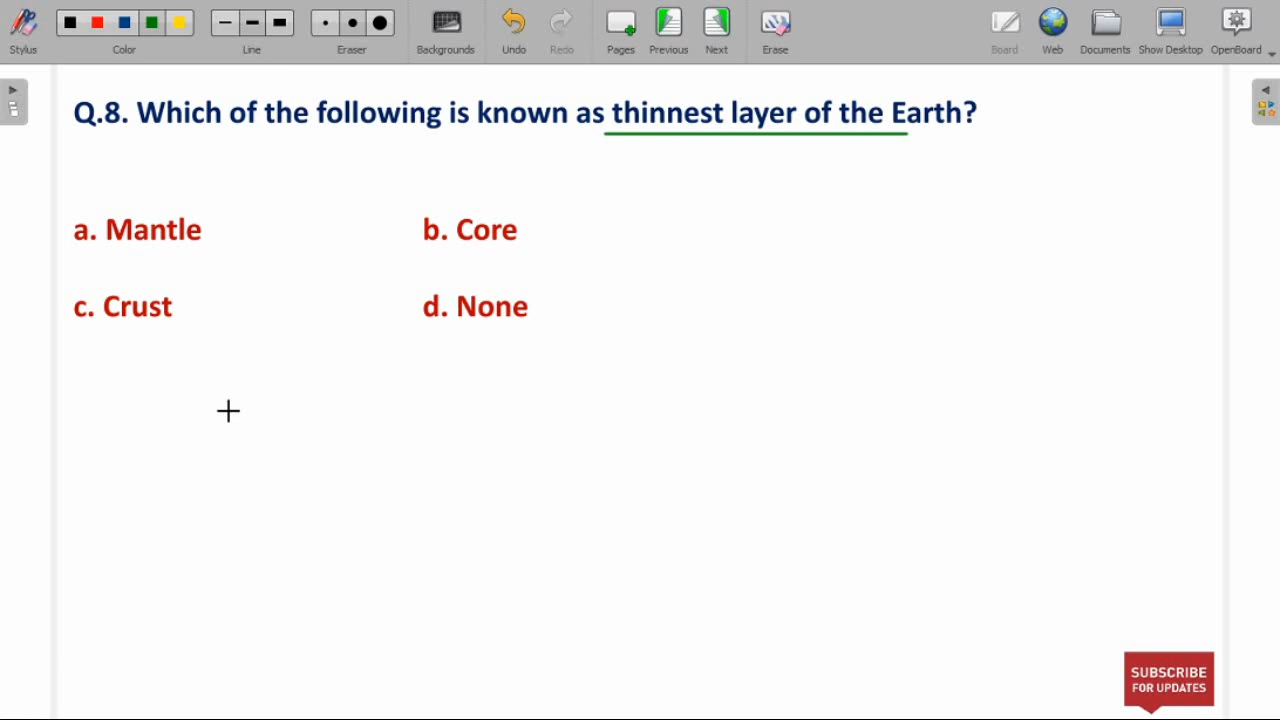 Stylus Color Line Eraser Backgrounds Undo Redo Pages Previous Next Erase Board Web Documents Show Desktop OpenBoard
Q.8. Which of the following is known as thinnest layer of the Earth?
a. Mantle b. Core
c. Crust d. None
SUBSCRIBE
FOR UPDATES